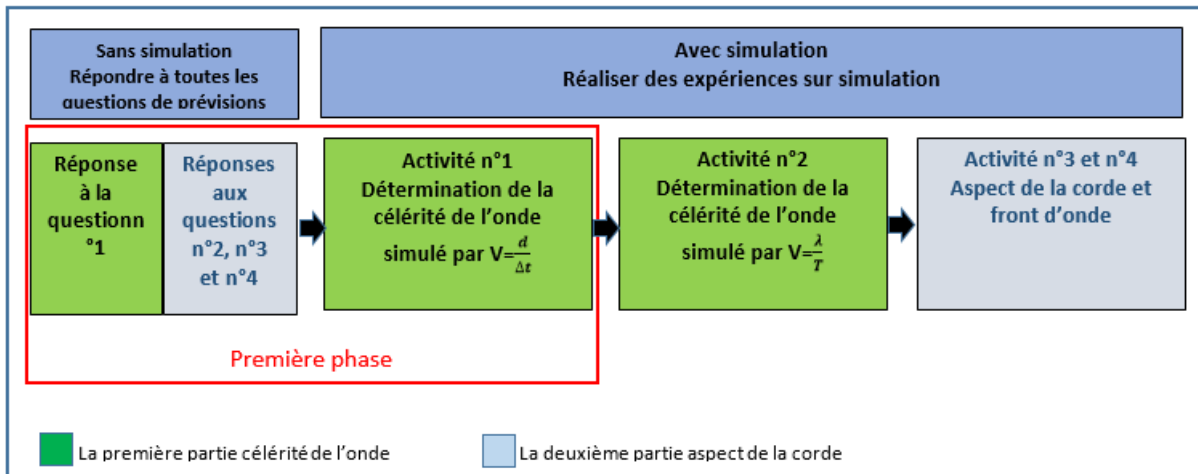 Sans simulation
Répondre à toutes les
questions de prévisions
Avec simulation
Réaliser des expériences sur simulation
Réponse
à la
questionn
°1
Réponses
aux
questions
n°2, n°3
et n°4
Activité n°1
Détermination de la
célérité de l'onde
simulé par V=d/Δt
Activité n°2
Détermination de la
célérité de l'onde
simulé par V=λ/T
Activité n°3 et n°4
Aspect de la corde et
front d'onde
Première phase
La première partie célérité de l'onde
La deuxième partie aspect de la corde